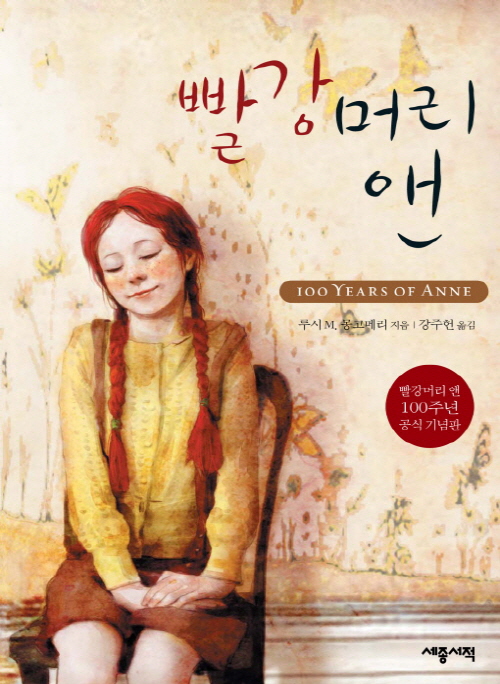 빨강머리
앤
100 YEARS OF ANNE
루시 M. 몽고메리 지음 | 강주헌 옮김
빨강머리 앤
100주년
공식 기념판
세종서적